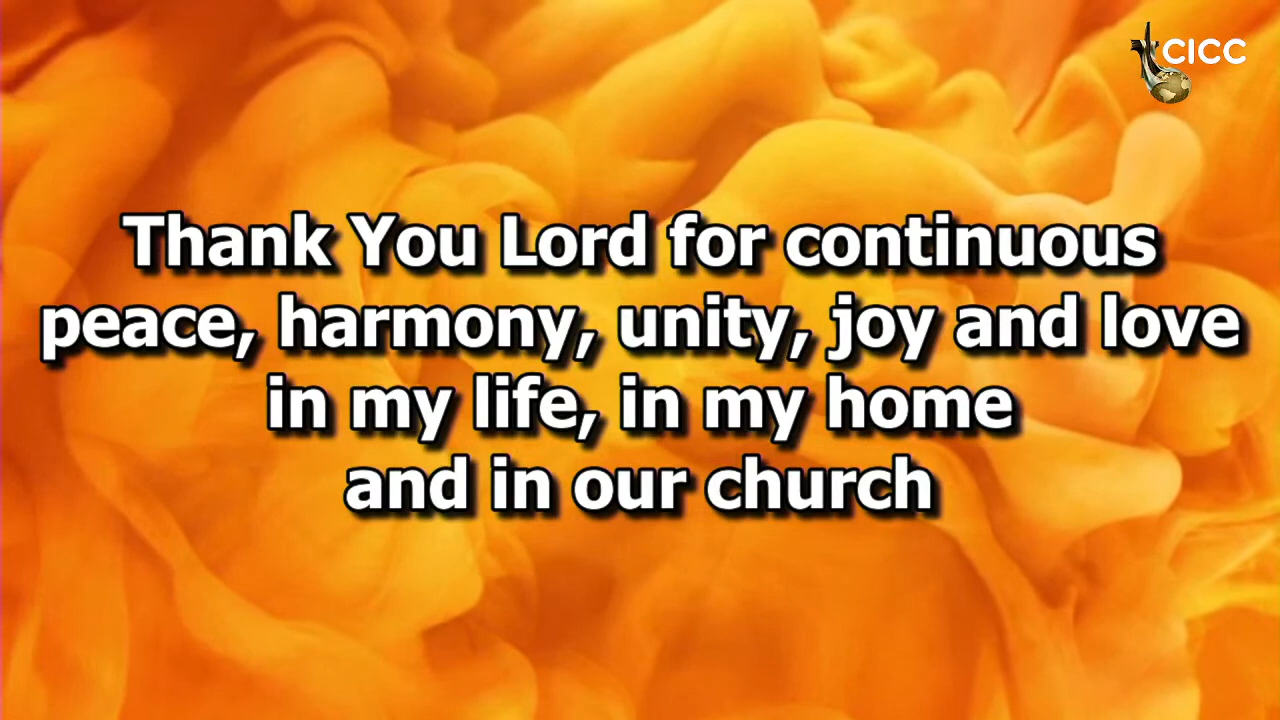 CICC
Thank You Lord for continuous
peace, harmony, unity, joy and love
in my life, in my home
and in our church